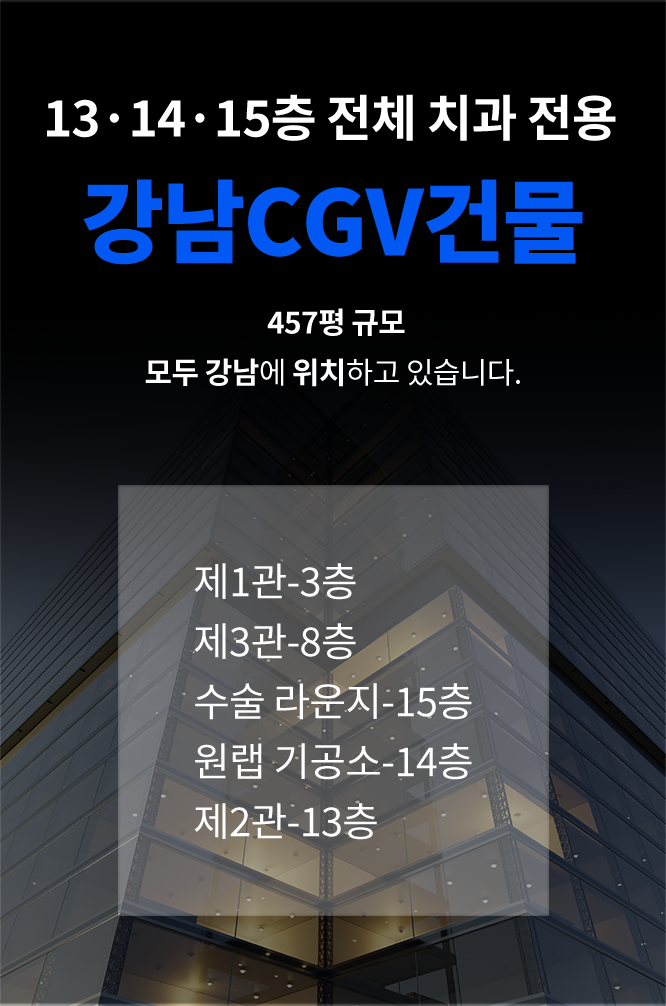 13·14·15층 전체 치과 전용
강남CGV건물
457평 규모
모두 강남에 위치하고 있습니다.
제1관-3층
제3관-8층
수술 라운지-15층
원랩 기공소-14층
제2관-13층